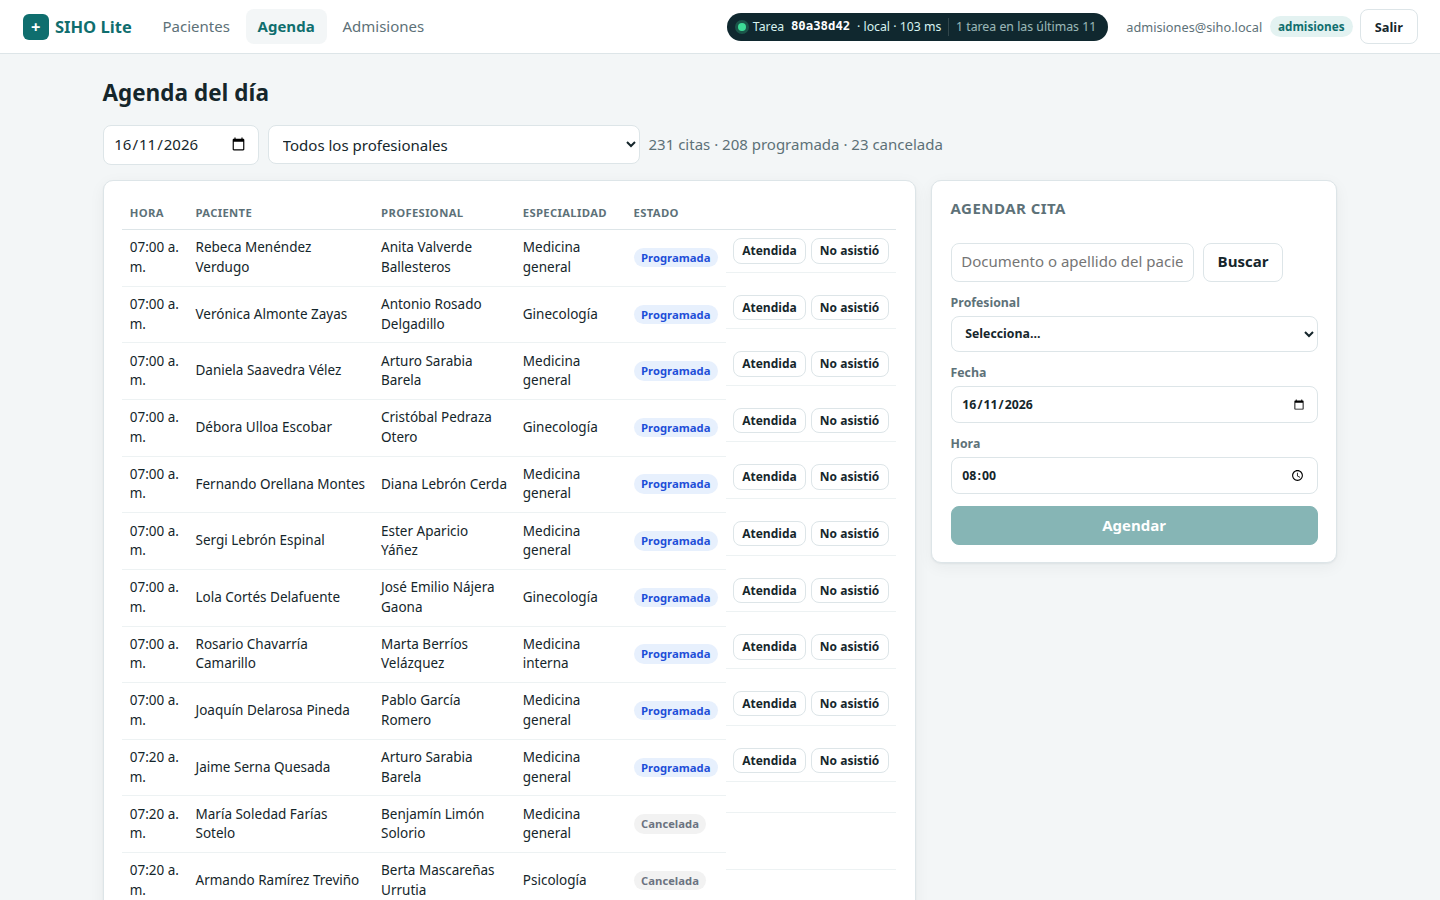 + SIHO Lite Pacientes Agenda Admisiones Tarea 80a38d42 · local · 103 ms 1 tarea en las últimas 11 admisiones@siho.local admisiones Salir
Agenda del día
16/11/2026 Todos los profesionales 231 citas · 208 programada · 23 cancelada
HORA PACIENTE PROFESIONAL ESPECIALIDAD ESTADO
07:00 a. m. Rebeca Menéndez Verdugo Anita Valverde Ballesteros Medicina general Programada Atendida No asistió
07:00 a. m. Verónica Almonte Zayas Antonio Rosado Delgadillo Ginecología Programada Atendida No asistió
07:00 a. m. Daniela Saavedra Vélez Arturo Sarabia Barela Medicina general Programada Atendida No asistió
07:00 a. m. Débora Ulloa Escobar Cristóbal Pedraza Otero Ginecología Programada Atendida No asistió
07:00 a. m. Fernando Orellana Montes Diana Lebrón Cerda Medicina general Programada Atendida No asistió
07:00 a. m. Sergi Lebrón Espinal Ester Aparicio Yáñez Medicina general Programada Atendida No asistió
07:00 a. m. Lola Cortés Delafuente José Emilio Nájera Gaona Ginecología Programada Atendida No asistió
07:00 a. m. Rosario Chavarría Camarillo Marta Berríos Velázquez Medicina interna Programada Atendida No asistió
07:00 a. m. Joaquín Delarosa Pineda Pablo García Romero Medicina general Programada Atendida No asistió
07:20 a. m. Jaime Serna Quesada Arturo Sarabia Barela Medicina general Programada Atendida No asistió
07:20 a. m. María Soledad Farías Sotelo Benjamín Limón Solorio Medicina general Cancelada
07:20 a. m. Armando Ramírez Treviño Berta Mascareñas Urrutia Psicología Cancelada
AGENDAR CITA
Documento o apellido del pacie Buscar
Profesional
Selecciona...
Fecha
16/11/2026
Hora
08:00
Agendar